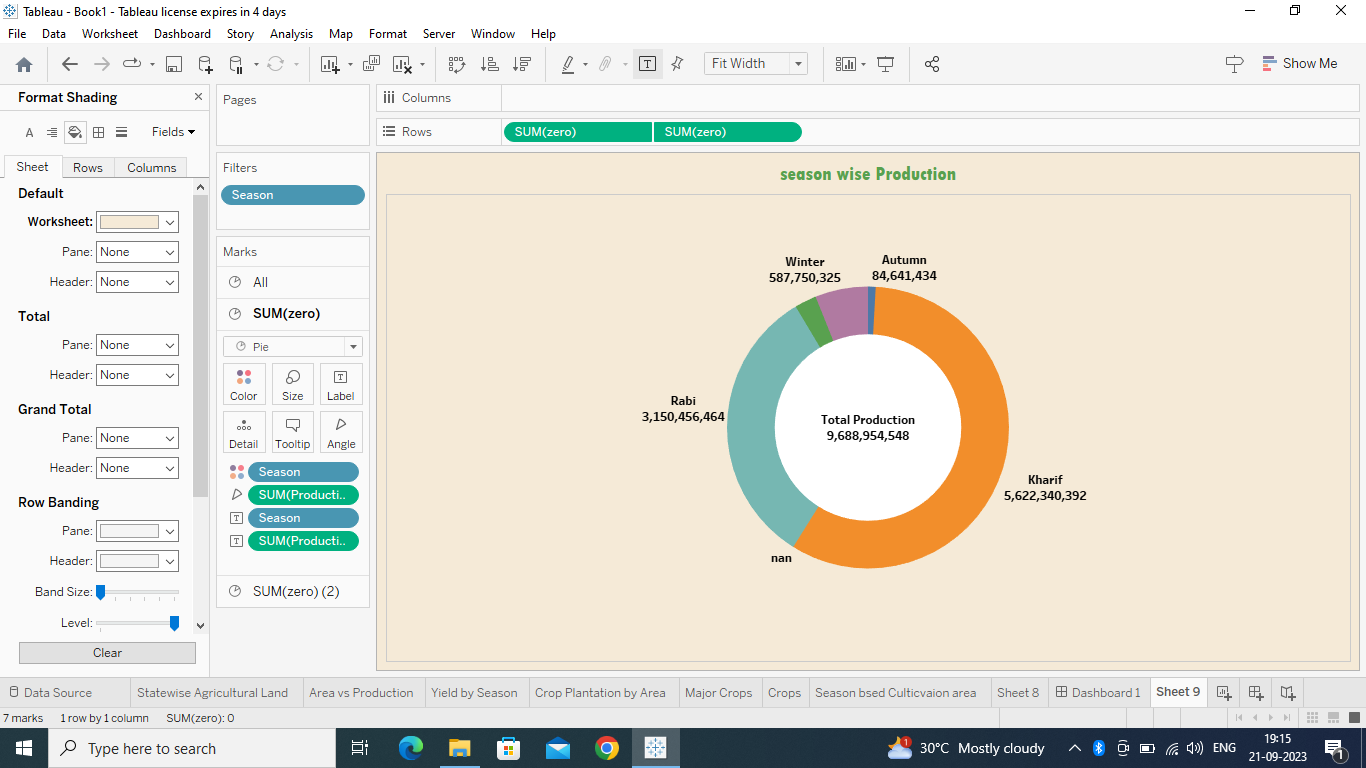 Tableau - Book1 - Tableau license expires in 4 days
File Data Worksheet Dashboard Story Analysis Map Format Server Window Help
Fit Width
Show Me
Format Shading
A Fields
Sheet Rows Columns
Default
Worksheet:
Pane: None
Header: None
Total
Pane: None
Header: None
Grand Total
Pane: None
Header: None
Row Banding
Pane:
Header:
Band Size:
Level:
Clear
Pages
Filters
Season
Marks
All
SUM(zero)
Pie
Color Size Label
Detail Tooltip Angle
Season
SUM(Producti..
Season
SUM(Producti..
SUM(zero) (2)
Columns
Rows SUM(zero) SUM(zero)
season wise Production
Winter
587,750,325
Autumn
84,641,434
Rabi
3,150,456,464
Total Production
9,688,954,548
Kharif
5,622,340,392
nan
Data Source Statewise Agricultural Land Area vs Production Yield by Season Crop Plantation by Area Major Crops Crops Season bsed Culticvaion area Sheet 8 Dashboard 1 Sheet 9
7 marks 1 row by 1 column SUM(zero): 0
Type here to search
1 30°C Mostly cloudy ENG 19:15
21-09-2023
1